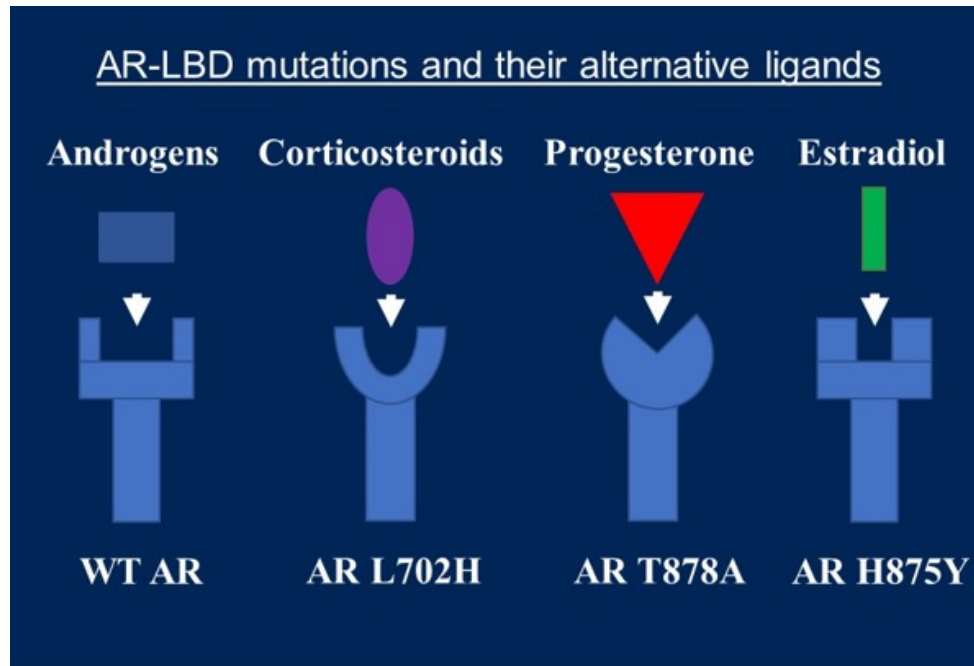 AR-LBD mutations and their alternative ligands
Androgens Corticosteroids Progesterone Estradiol
WT AR AR L702H AR T878A AR H875Y